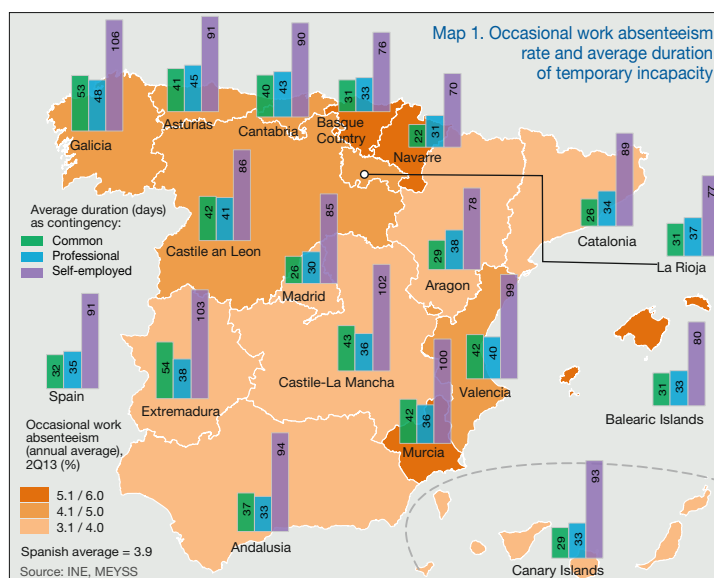 Map 1. Occasional work absenteeism
rate and average duration
of temporary incapacity
106
53
48
Galicia
91
41
45
Asturias
90
40
43
Cantabria
76
31
33
Basque
Country
70
22
31
Navarre
89
26
34
Catalonia
77
31
37
La Rioja
Average duration (days)
as contingency:
Common
Professional
Self-employed
86
42
41
Castile an Leon
85
26
30
Madrid
78
29
38
Aragon
91
32
35
Spain
103
54
38
Extremadura
102
43
36
Castile-La Mancha
99
42
40
Valencia
100
42
36
Murcia
80
31
33
Balearic Islands
Occasional work
absenteeism
(annual average),
2Q13 (%)
5.1 / 6.0
4.1 / 5.0
3.1 / 4.0
Spanish average = 3.9
94
37
33
Andalusia
93
29
33
Canary Islands
Source: INE, MEYSS